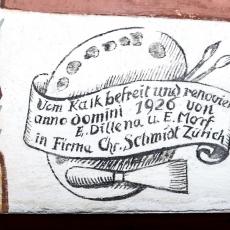 Vom Kalk befreit und renoviert
anno domini 1926 von
E. Dillena u. E. Morf
in Firma Chr. Schmidt Zürich